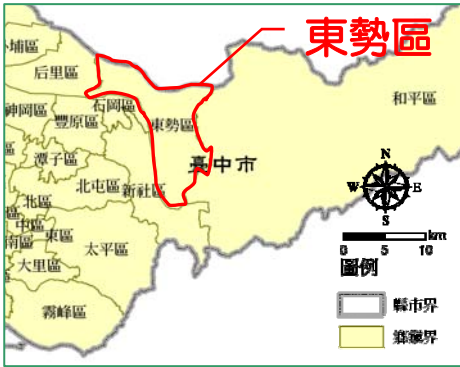 東勢區
外埔區
后里區
和平區
神岡區
石岡區
豐原區
東勢區
潭子區
臺中市
北屯區
新社區
北區
中區
東區
南區
太平區
大里區
霧峰區
N
W
E
S
km
0 5 10
圖例
縣市界
鄉鎮界